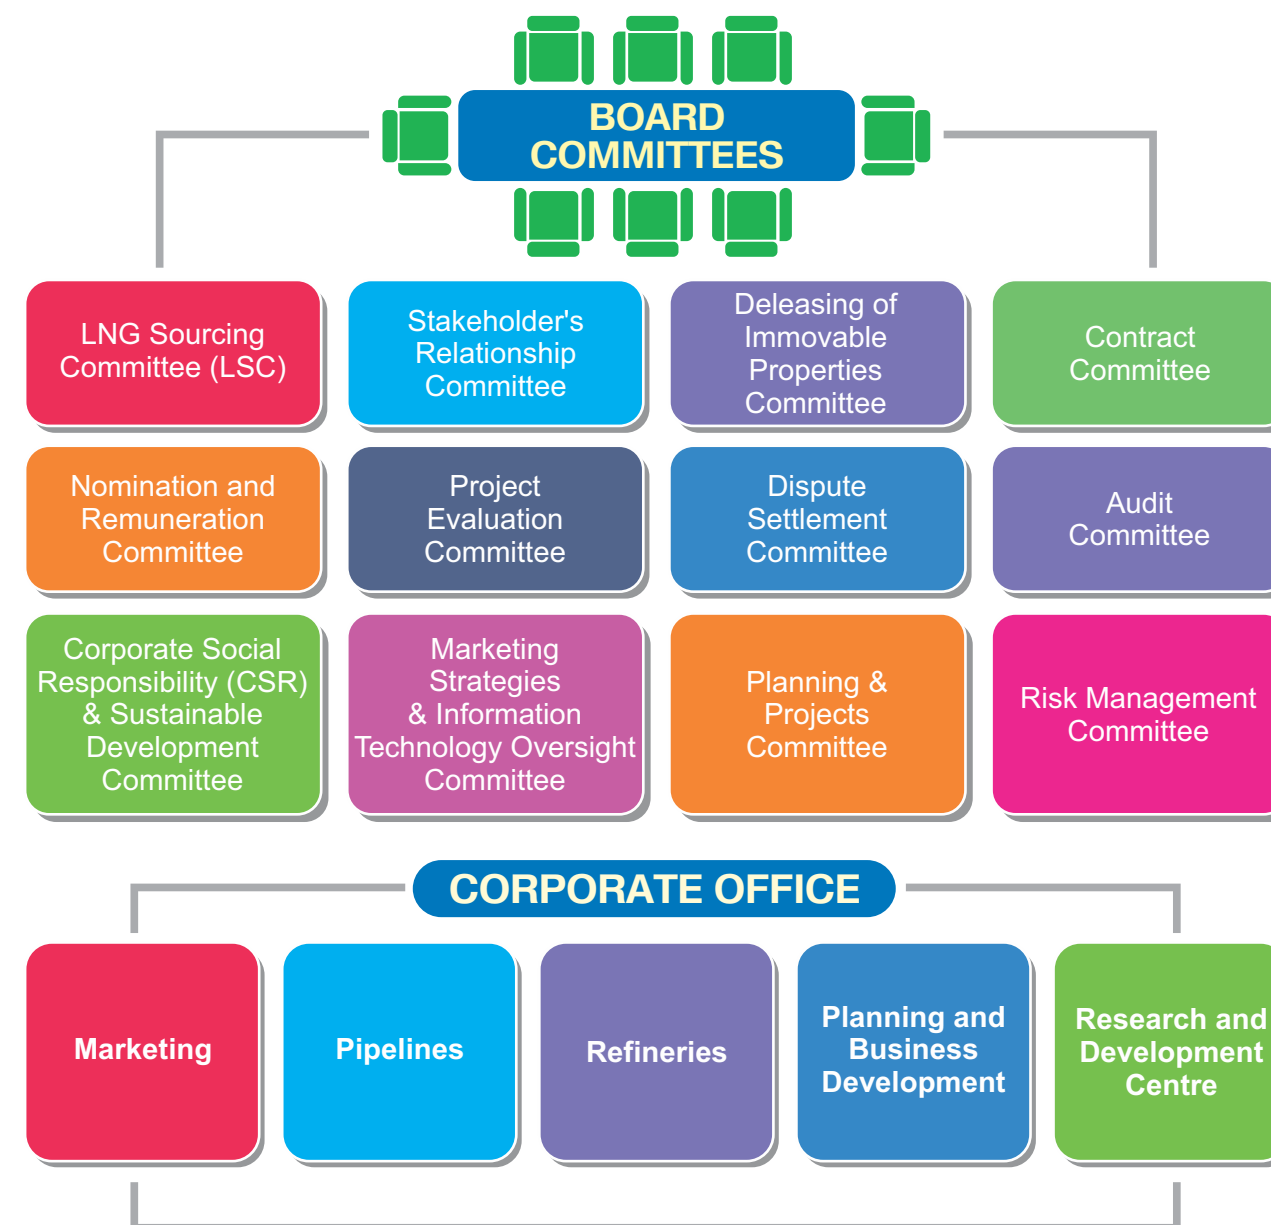 BOARD
COMMITTEES
LNG Sourcing
Committee (LSC)
Stakeholder's
Relationship
Committee
Deleasing of
Immovable
Properties
Committee
Contract
Committee
Nomination and
Remuneration
Committee
Project
Evaluation
Committee
Dispute
Settlement
Committee
Audit
Committee
Corporate Social
Responsibility (CSR)
& Sustainable
Development
Committee
Marketing
Strategies
& Information
Technology Oversight
Committee
Planning &
Projects
Committee
Risk Management
Committee
CORPORATE OFFICE
Marketing
Pipelines
Refineries
Planning and
Business
Development
Research and
Development
Centre